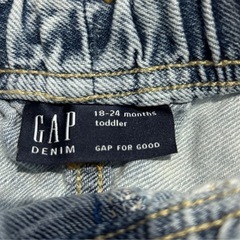 GAP
DENIM
18-24 months
toddler
GAP FOR GOOD